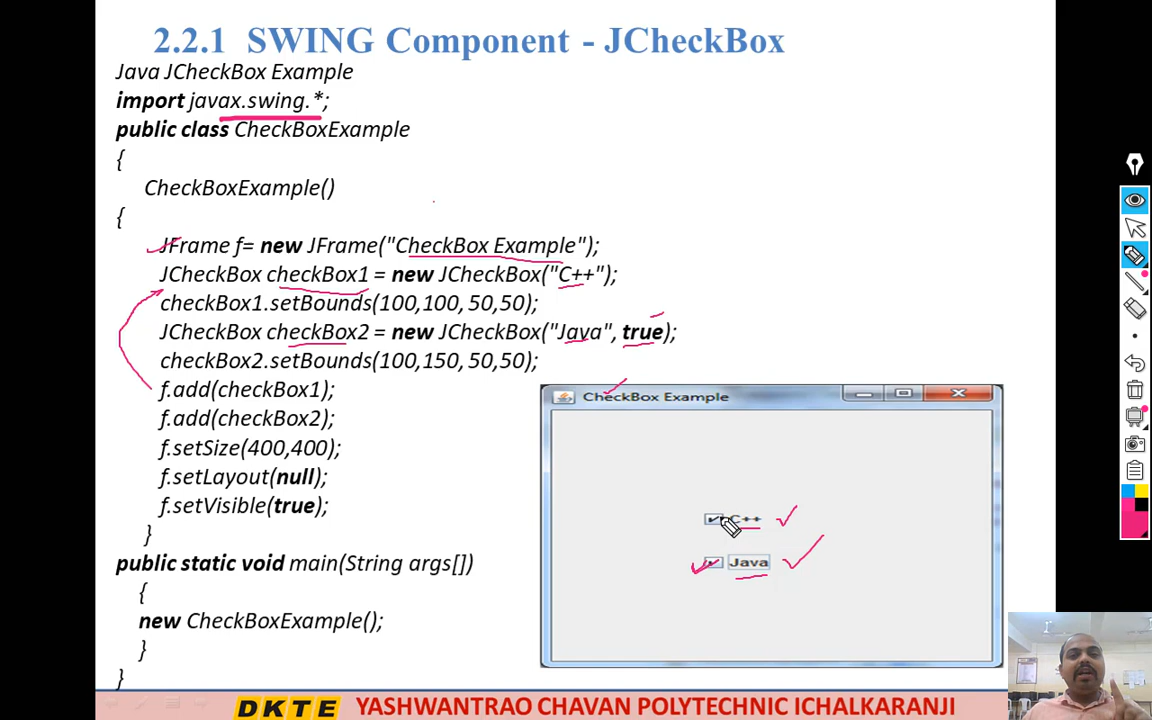 2.2.1 SWING Component - JCheckBox
Java JCheckBox Example
import javax.swing.*;
public class CheckBoxExample
{
CheckBoxExample()
{
JFrame f= new JFrame("CheckBox Example");
JCheckBox checkBox1 = new JCheckBox("C++");
checkBox1.setBounds(100,100, 50,50);
JCheckBox checkBox2 = new JCheckBox("Java", true);
checkBox2.setBounds(100,150, 50,50);
f.add(checkBox1);
f.add(checkBox2);
f.setSize(400,400);
f.setLayout(null);
f.setVisible(true);
}
public static void main(String args[])
{
new CheckBoxExample();
}
}
CheckBox Example
C++
Java
DKTE YASHWANTRAO CHAVAN POLYTECHNIC ICHALKARANJI